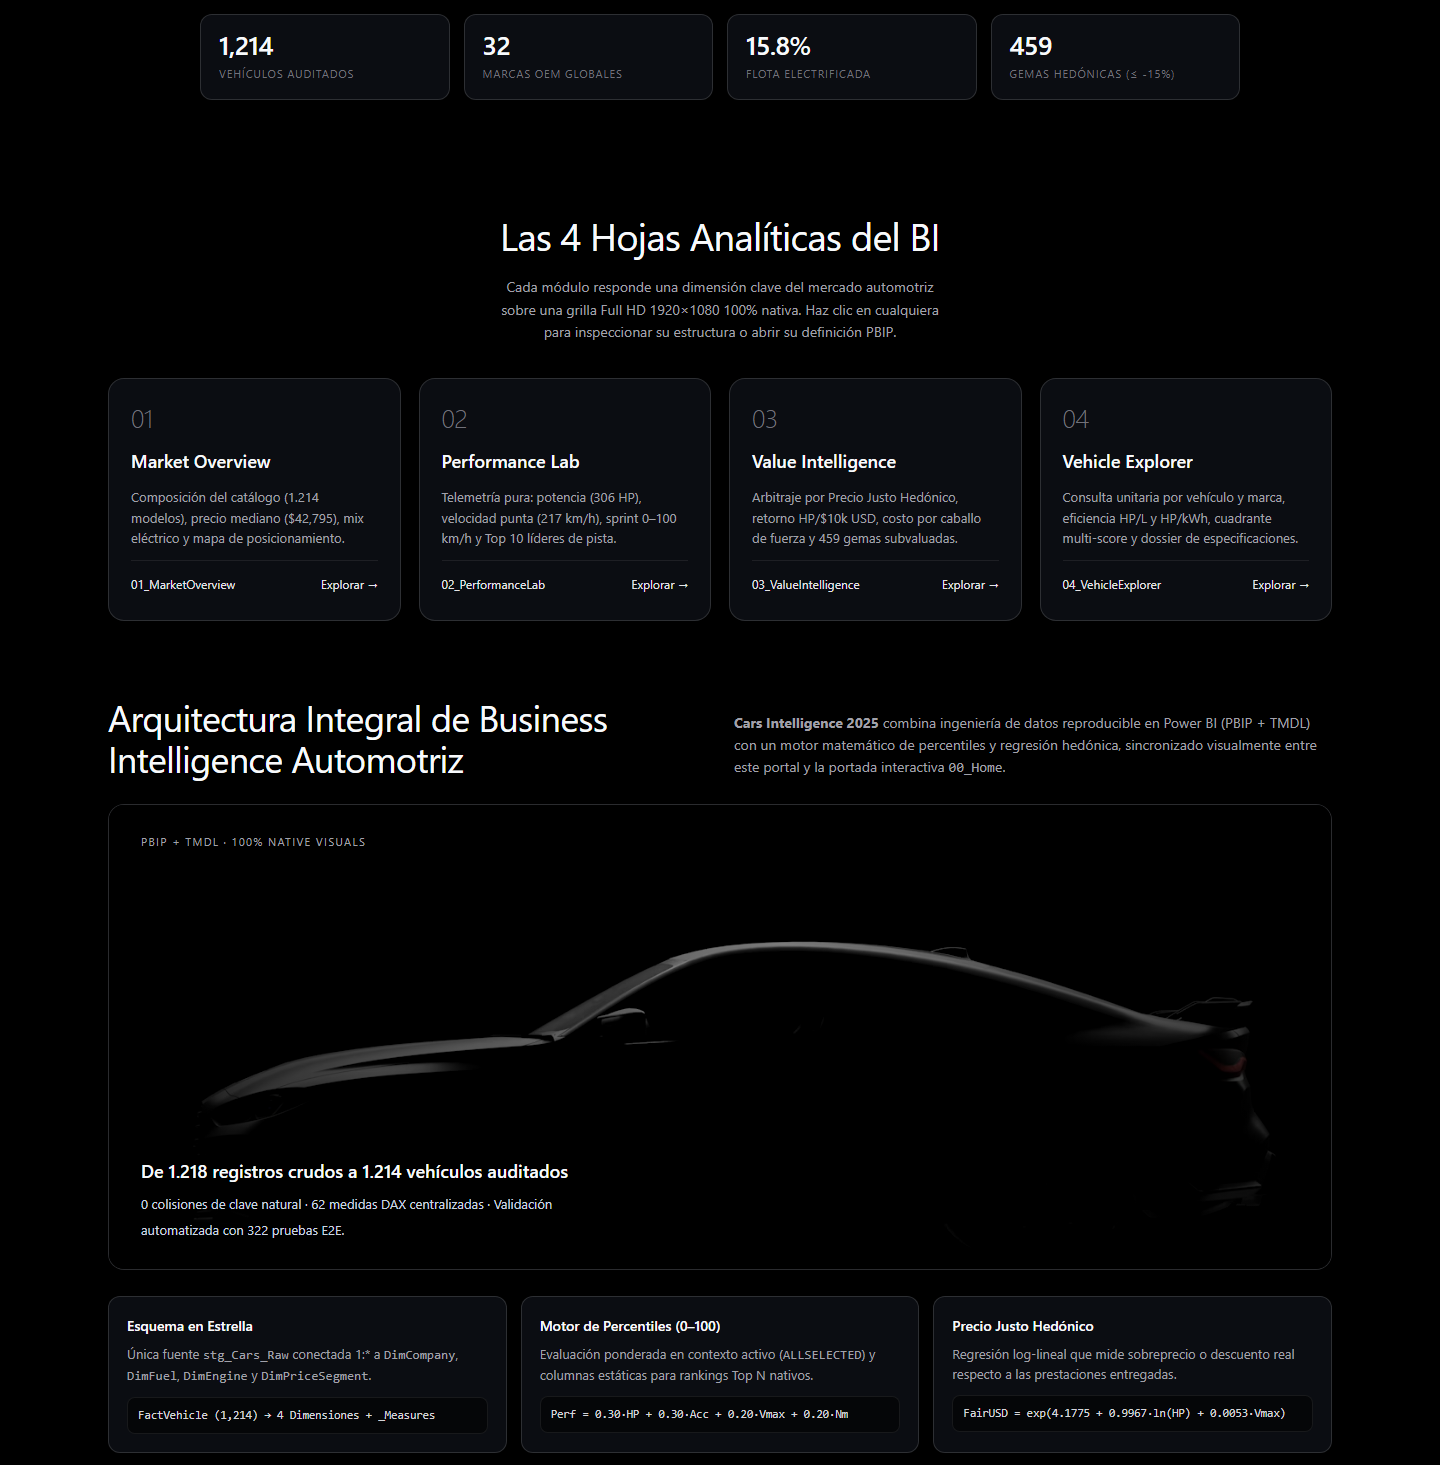 1,214
VEHÍCULOS AUDITADOS
32
MARCAS OEM GLOBALES
15.8%
FLOTA ELECTRIFICADA
459
GEMAS HEDÓNICAS (≤ -15%)
Las 4 Hojas Analíticas del BI
Cada módulo responde una dimensión clave del mercado automotriz
sobre una grilla Full HD 1920×1080 100% nativa. Haz clic en cualquiera
para inspeccionar su estructura o abrir su definición PBIP.
01
Market Overview
Composición del catálogo (1.214
modelos), precio mediano ($42,795), mix
eléctrico y mapa de posicionamiento.
01_MarketOverview
Explorar →
02
Performance Lab
Telemetría pura: potencia (306 HP),
velocidad punta (217 km/h), sprint 0–100
km/h y Top 10 líderes de pista.
02_PerformanceLab
Explorar →
03
Value Intelligence
Arbitraje por Precio Justo Hedónico,
retorno HP/$10k USD, costo por caballo
de fuerza y 459 gemas subvaluadas.
03_ValueIntelligence
Explorar →
04
Vehicle Explorer
Consulta unitaria por vehículo y marca,
eficiencia HP/L y HP/kWh, cuadrante
multi-score y dossier de especificaciones.
04_VehicleExplorer
Explorar →
Arquitectura Integral de Business
Intelligence Automotriz
Cars Intelligence 2025 combina ingeniería de datos reproducible en Power BI (PBIP + TMDL)
con un motor matemático de percentiles y regresión hedónica, sincronizado visualmente entre
este portal y la portada interactiva 00_Home.
PBIP + TMDL · 100% NATIVE VISUALS
De 1.218 registros crudos a 1.214 vehículos auditados
0 colisiones de clave natural · 62 medidas DAX centralizadas · Validación
automatizada con 322 pruebas E2E.
Esquema en Estrella
Única fuente stg_Cars_Raw conectada 1:* a DimCompany,
DimFuel, DimEngine y DimPriceSegment.
FactVehicle (1,214) → 4 Dimensiones + _Measures
Motor de Percentiles (0–100)
Evaluación ponderada en contexto activo (ALLSELECTED) y
columnas estáticas para rankings Top N nativos.
Perf = 0.30·HP + 0.30·Acc + 0.20·Vmax + 0.20·Nm
Precio Justo Hedónico
Regresión log-lineal que mide sobreprecio o descuento real
respecto a las prestaciones entregadas.
FairUSD = exp(4.1775 + 0.9967·ln(HP) + 0.0053·Vmax)